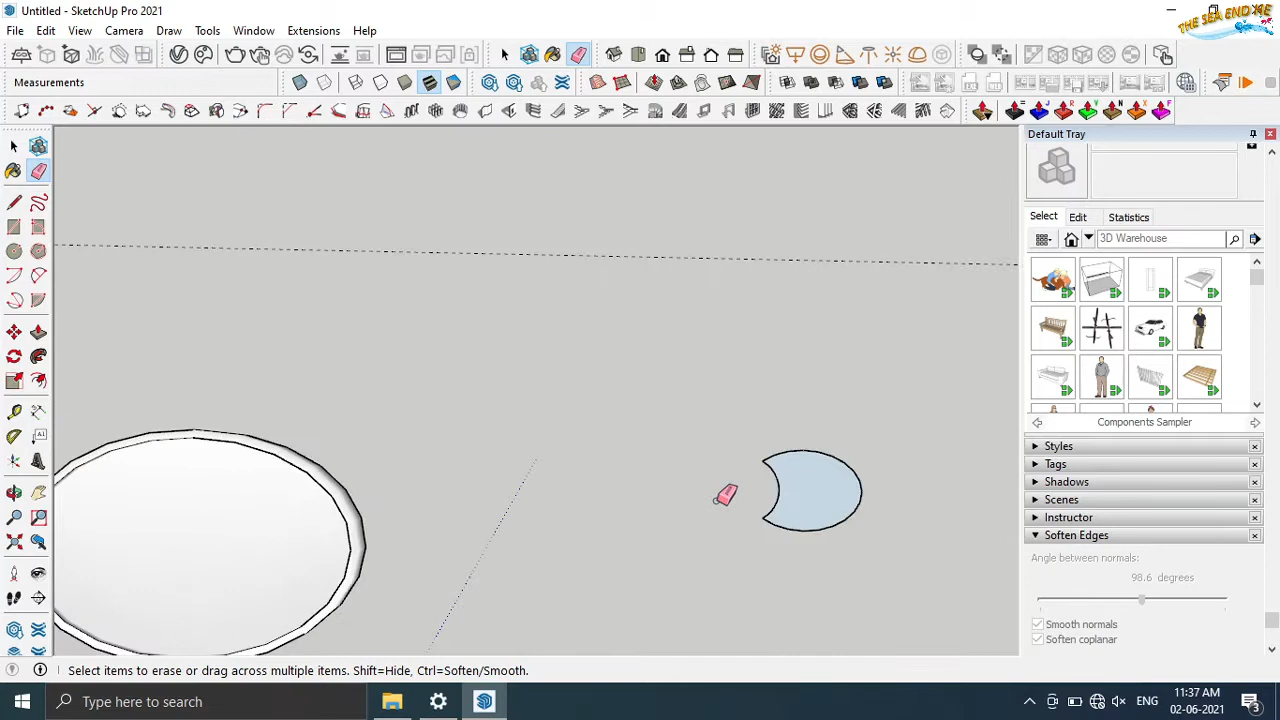 Untitled - SketchUp Pro 2021
THE SEA END ME
File Edit View Camera Draw Tools Window Extensions Help
Measurements
Default Tray
Select Edit Statistics
3D Warehouse
Components Sampler
Styles
Tags
Shadows
Scenes
Instructor
Soften Edges
Angle between normals:
98.6 degrees
Smooth normals
Soften coplanar
Select items to erase or drag across multiple items. Shift=Hide, Ctrl=Soften/Smooth.
Type here to search
ENG
11:37 AM
02-06-2021
3